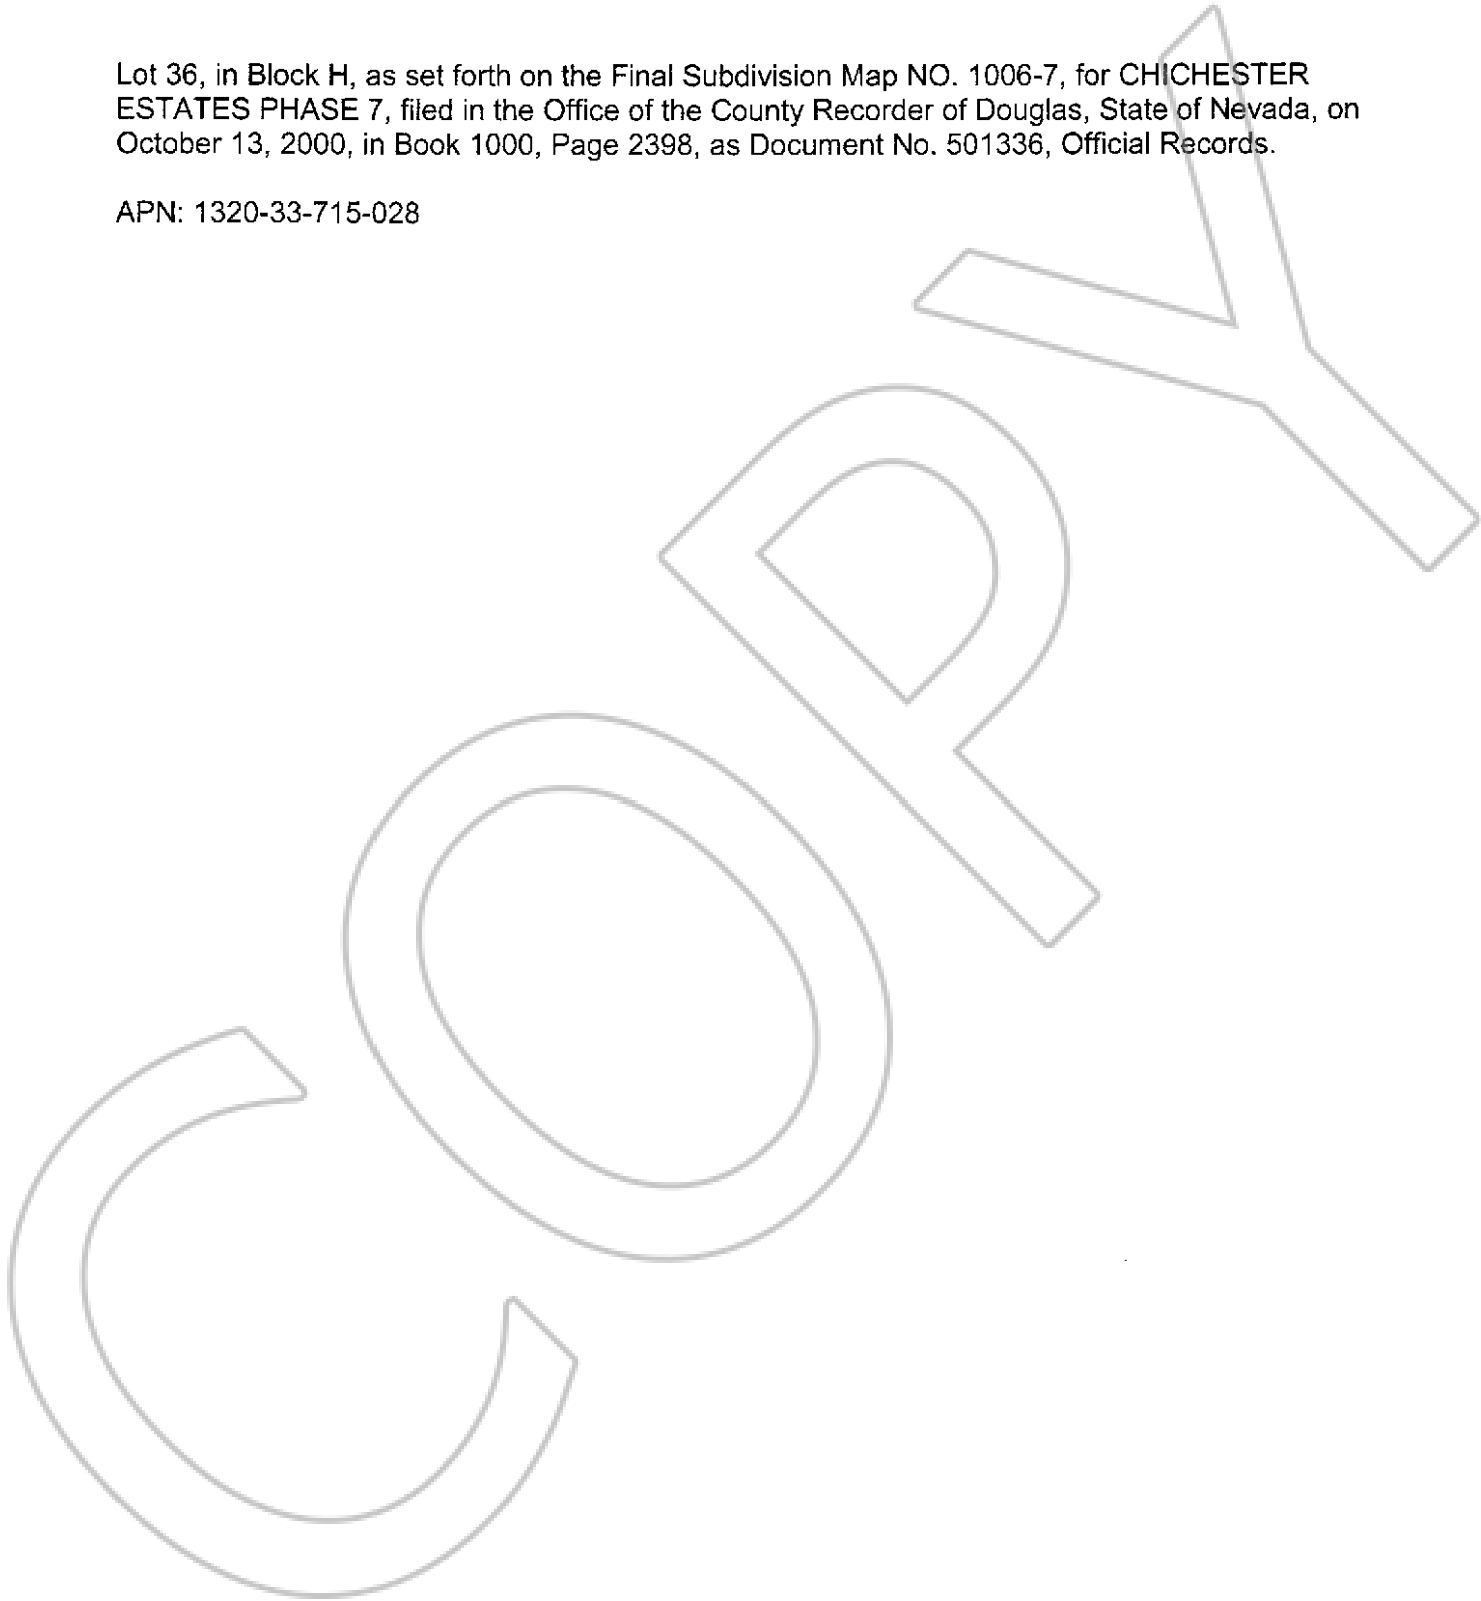 Lot 36, in Block H, as set forth on the Final Subdivision Map NO. 1006-7, for CHICHESTER
ESTATES PHASE 7, filed in the Office of the County Recorder of Douglas, State of Nevada, on
October 13, 2000, in Book 1000, Page 2398, as Document No. 501336, Official Records.
APN: 1320-33-715-028
COPY